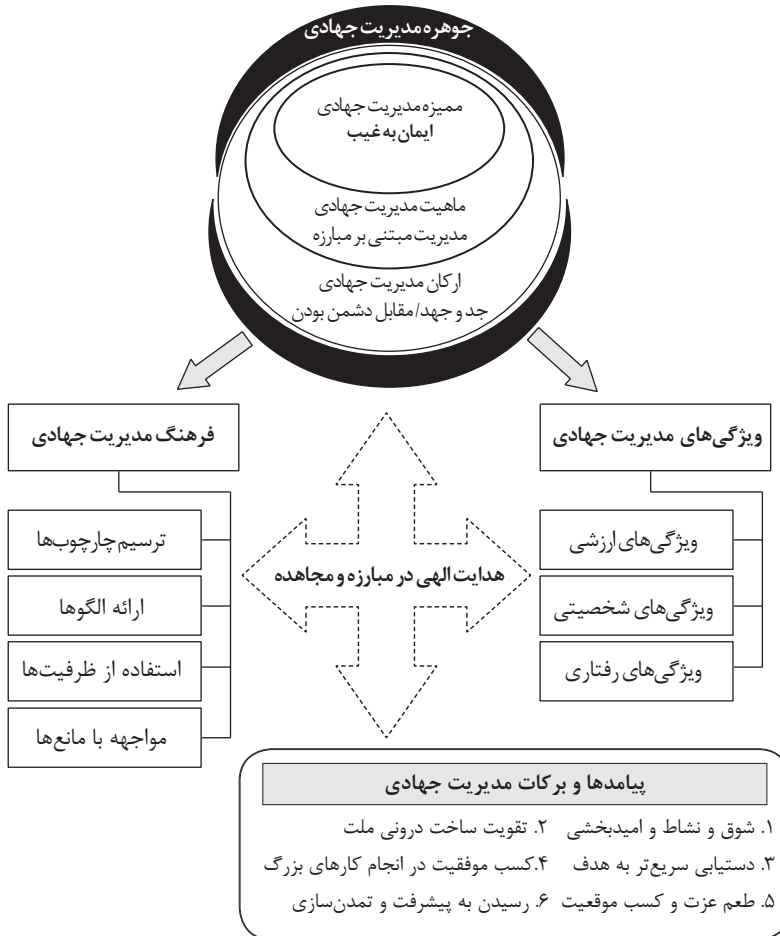 جوهره مدیریت جهادی
ممیزه مدیریت جهادی
ایمان به غیب
ماهیت مدیریت جهادی
مدیریت مبتنی بر مبارزه
ارکان مدیریت جهادی
جد و جهد/مقابل دشمن بودن
ویژگی‌های مدیریت جهادی
ویژگی‌های ارزشی
ویژگی‌های شخصیتی
ویژگی‌های رفتاری
هدایت الهی در مبارزه و مجاهده
فرهنگ مدیریت جهادی
ترسیم چارچوب‌ها
ارائه الگوها
استفاده از ظرفیت‌ها
مواجهه با مانع‌ها
پیامدها و برکات مدیریت جهادی
۱. شوق و نشاط و امیدبخشی ۲. تقویت ساخت درونی ملت
۳. دستیابی سریع‌تر به هدف ۴.کسب موفقیت در انجام کارهای بزرگ
۵. طعم عزت و کسب موقعیت ۶. رسیدن به پیشرفت و تمدن‌سازی